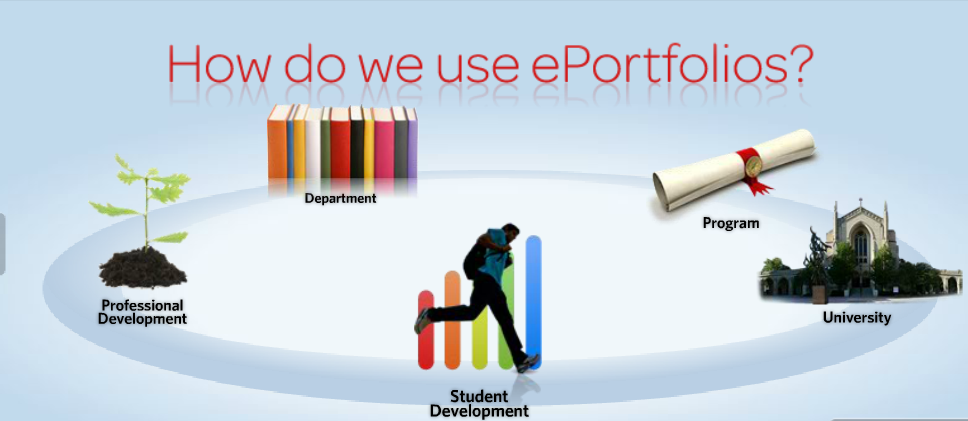 How do we use ePortfolios?
Department
Program
Professional
Development
University
Student
Development